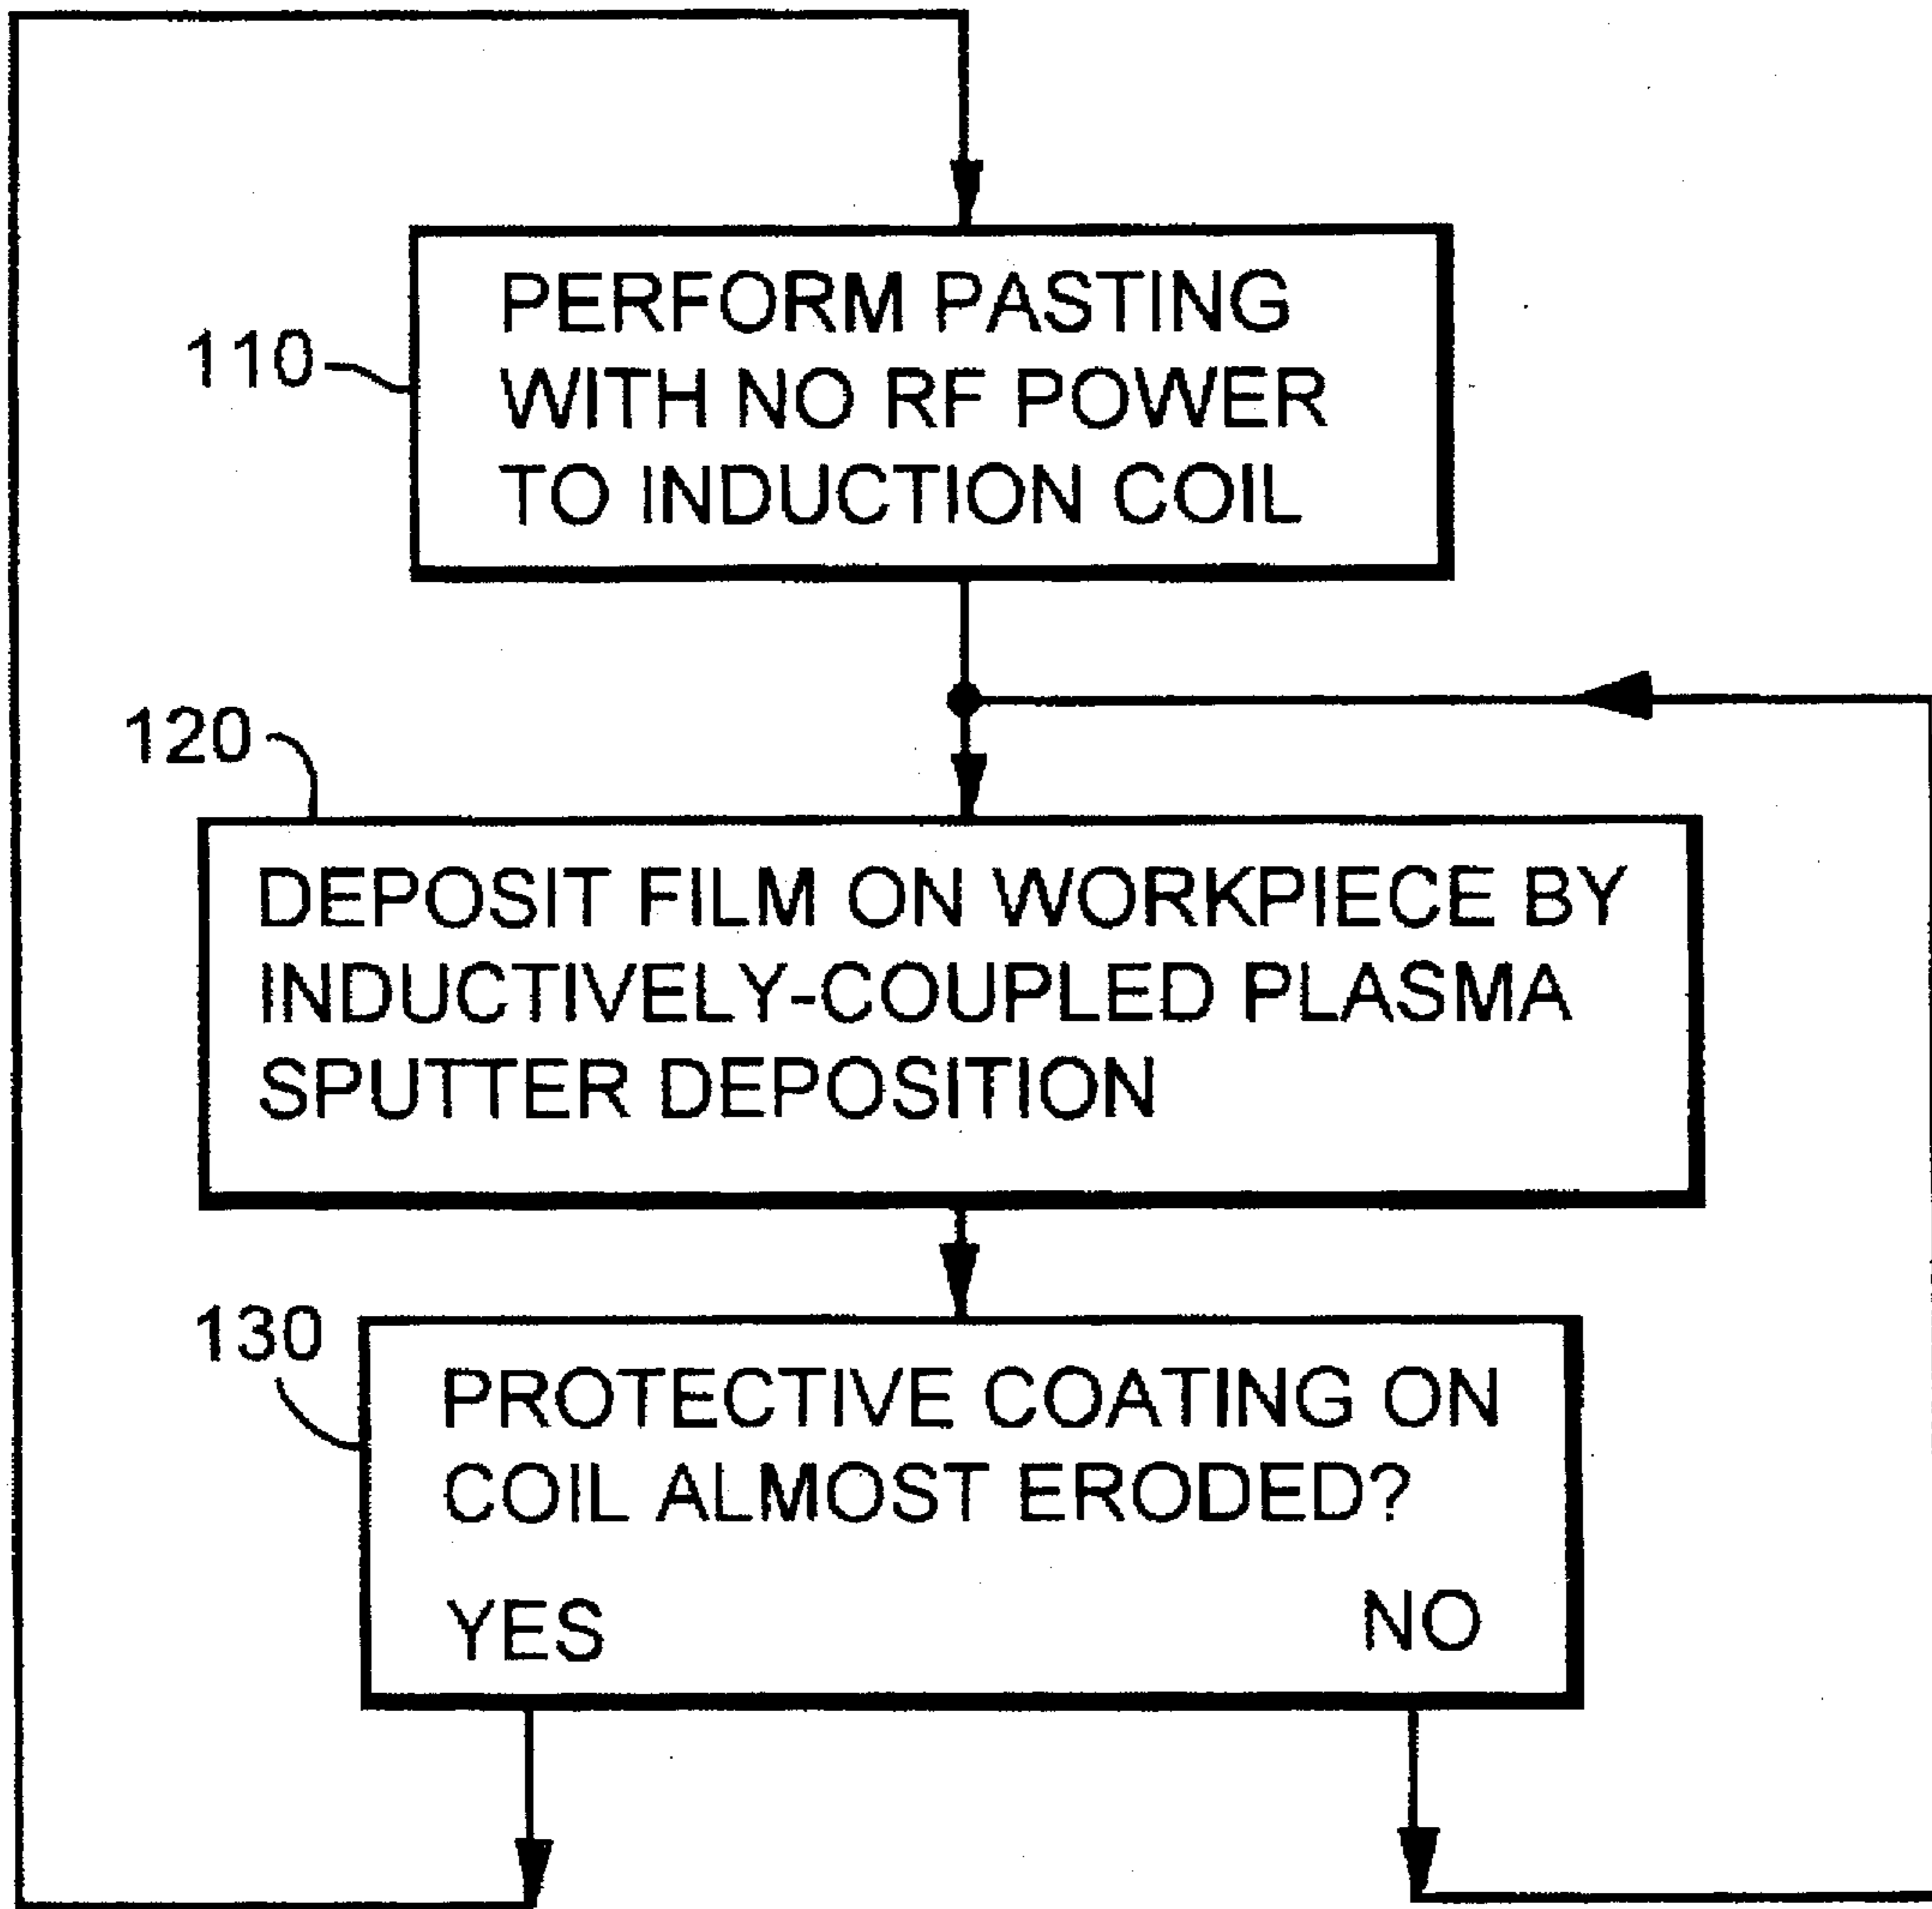 110
PERFORM PASTING
WITH NO RF POWER
TO INDUCTION COIL
120
DEPOSIT FILM ON WORKPIECE BY
INDUCTIVELY-COUPLED PLASMA
SPUTTER DEPOSITION
130
PROTECTIVE COATING ON
COIL ALMOST ERODED?
YES NO